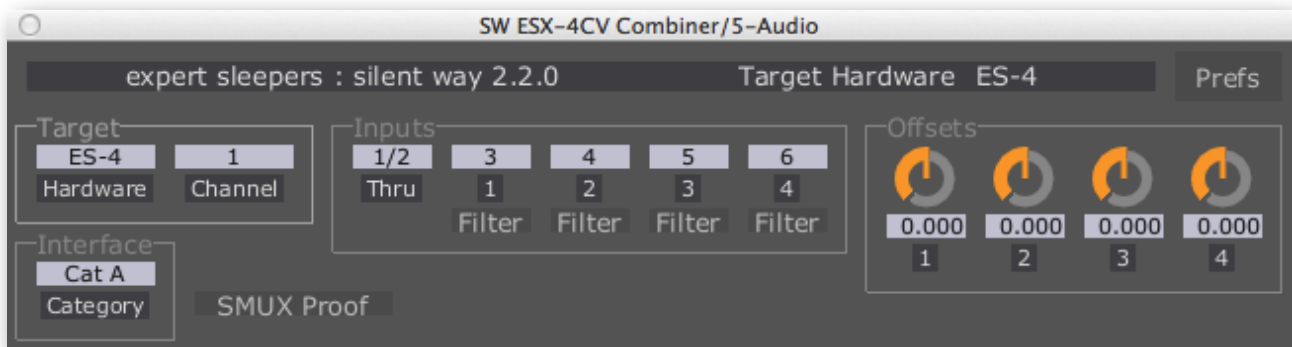 SW ESX-4CV Combiner/5-Audio
expert sleepers : silent way 2.2.0 Target Hardware ES-4 Prefs
Target Inputs Offsets
ES-4 1 1/2 3 4 5 6
Hardware Channel Thru 1 2 3 4
Filter Filter Filter Filter 0.000 0.000 0.000 0.000
Interface 1 2 3 4
Cat A
Category SMUX Proof